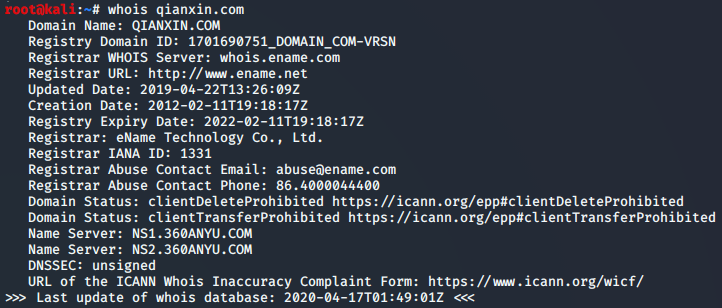 root@kali:~# whois qianxin.com
Domain Name: QIANXIN.COM
Registry Domain ID: 1701690751_DOMAIN_COM-VRSN
Registrar WHOIS Server: whois.ename.com
Registrar URL: http://www.ename.net
Updated Date: 2019-04-22T13:26:09Z
Creation Date: 2012-02-11T19:18:17Z
Registry Expiry Date: 2022-02-11T19:18:17Z
Registrar: eName Technology Co., Ltd.
Registrar IANA ID: 1331
Registrar Abuse Contact Email: abuse@ename.com
Registrar Abuse Contact Phone: 86.4000044400
Domain Status: clientDeleteProhibited https://icann.org/epp#clientDeleteProhibited
Domain Status: clientTransferProhibited https://icann.org/epp#clientTransferProhibited
Name Server: NS1.360ANYU.COM
Name Server: NS2.360ANYU.COM
DNSSEC: unsigned
URL of the ICANN Whois Inaccuracy Complaint Form: https://www.icann.org/wicf/
>>> Last update of whois database: 2020-04-17T01:49:01Z <<<